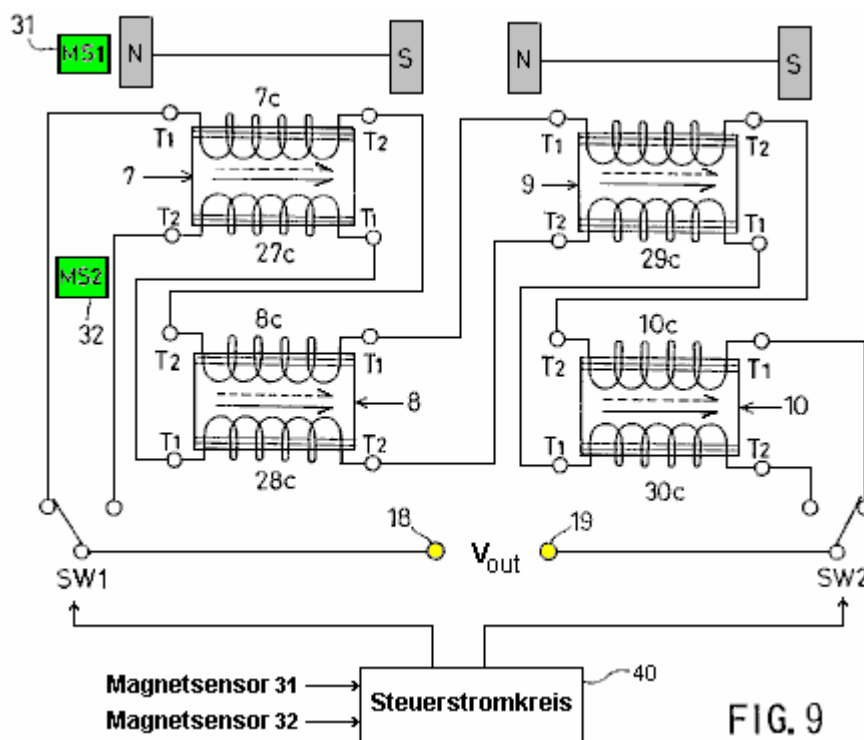 31
MS1
N
S
N
S
7c
T1
T2
T1
T2
7
9
T2
T1
T2
T1
27c
29c
MS2
32
8c
10c
T2
T1
T2
T1
8
10
T1
T2
T1
T2
28c
30c
18
19
Vout
SW1
SW2
40
Magnetsensor 31
Steuerstromkreis
Magnetsensor 32
FIG. 9